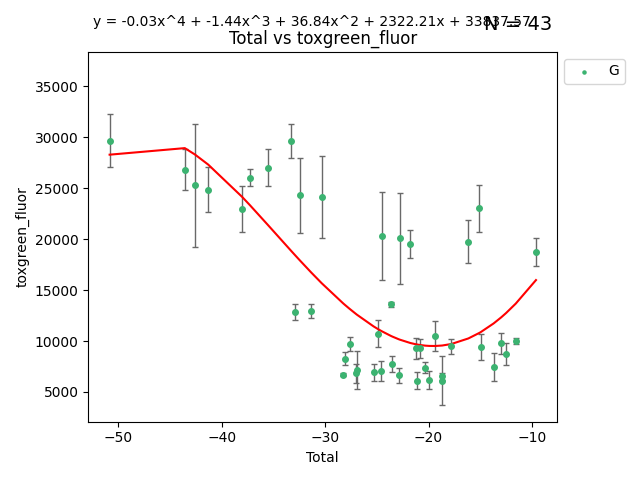 y = -0.03x^4 + -1.44x^3 + 36.84x^2 + 2322.21x + 33837.57
N = 43
Total vs toxgreen_fluor
G
35000
30000
25000
20000
15000
10000
5000
toxgreen_fluor
−50 −40 −30 −20 −10
Total